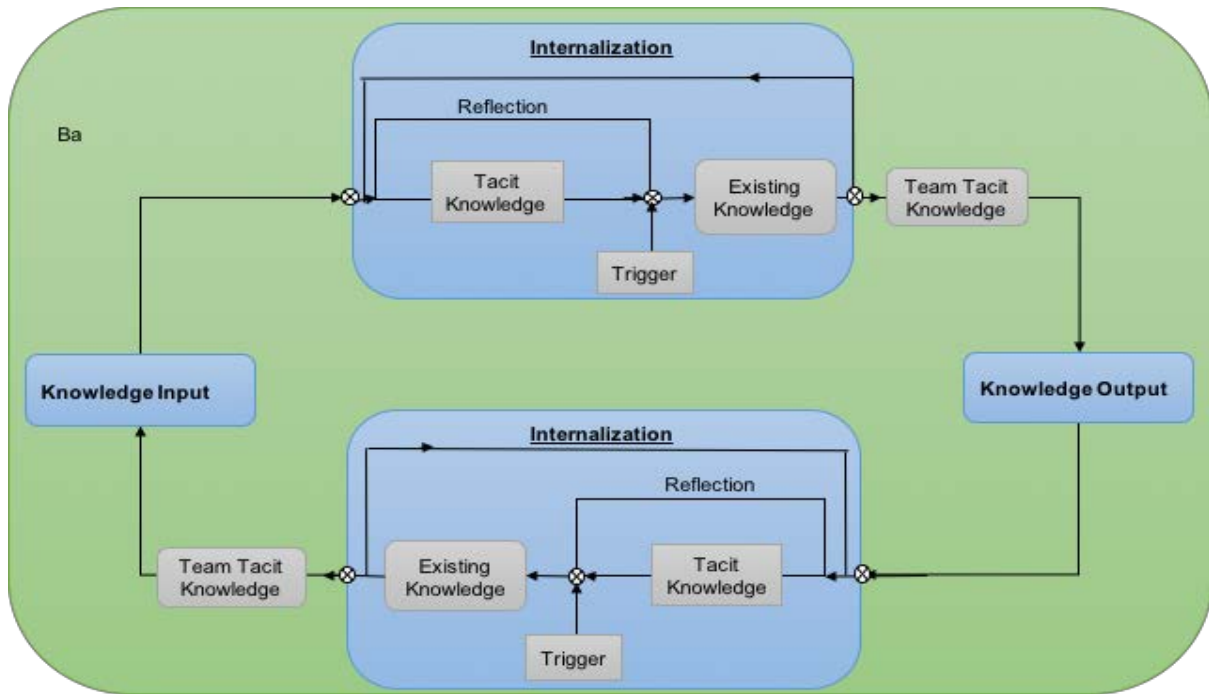 Internalization
Reflection
Ba
Tacit
Knowledge
Existing
Knowledge
Team Tacit
Knowledge
Trigger
Knowledge Input
Knowledge Output
Internalization
Reflection
Team Tacit
Knowledge
Existing
Knowledge
Tacit
Knowledge
Trigger